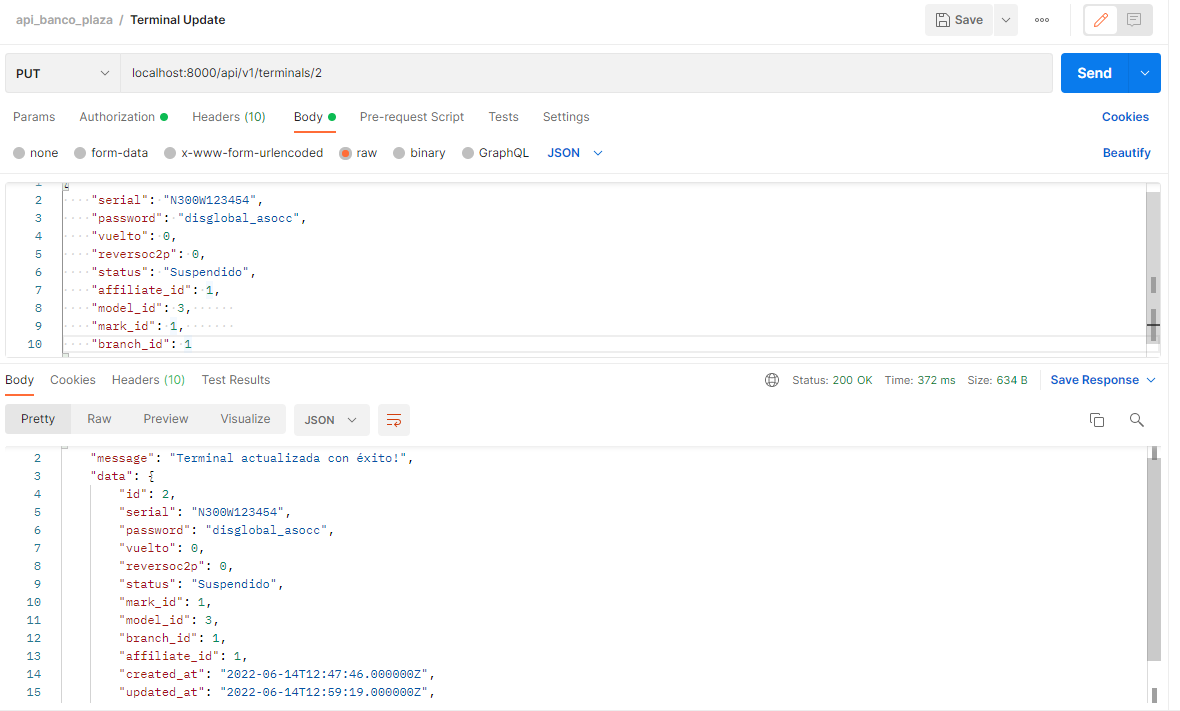 api_banco_plaza / Terminal Update
Save
PUT
localhost:8000/api/v1/terminals/2
Send
Params Authorization Headers (10) Body Pre-request Script Tests Settings
Cookies
none form-data x-www-form-urlencoded raw binary GraphQL JSON
Beautify
1 {
2 "serial": "N300W123454",
3 "password": "disglobal_asocc",
4 "vuelto": 0,
5 "reversoc2p": 0,
6 "status": "Suspendido",
7 "affiliate_id": 1,
8 "model_id": 3,
9 "mark_id": 1,
10 "branch_id": 1
Body Cookies Headers (10) Test Results
Status: 200 OK Time: 372 ms Size: 634 B Save Response
Pretty Raw Preview Visualize JSON
2 "message": "Terminal actualizada con éxito!",
3 "data": {
4 "id": 2,
5 "serial": "N300W123454",
6 "password": "disglobal_asocc",
7 "vuelto": 0,
8 "reversoc2p": 0,
9 "status": "Suspendido",
10 "mark_id": 1,
11 "model_id": 3,
12 "branch_id": 1,
13 "affiliate_id": 1,
14 "created_at": "2022-06-14T12:47:46.000000Z",
15 "updated_at": "2022-06-14T12:59:19.000000Z",